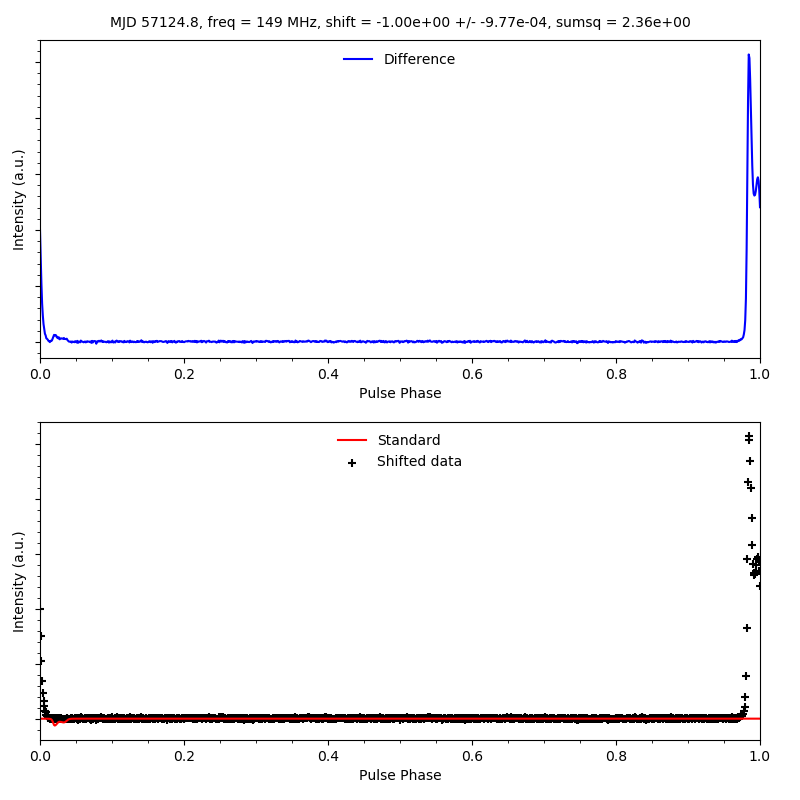 MJD 57124.8, freq = 149 MHz, shift = -1.00e+00 +/- -9.77e-04, sumsq = 2.36e+00
Difference
Intensity (a.u.)
0.0 0.2 0.4 0.6 0.8 1.0
Pulse Phase
Standard
Shifted data
Intensity (a.u.)
0.0 0.2 0.4 0.6 0.8 1.0
Pulse Phase